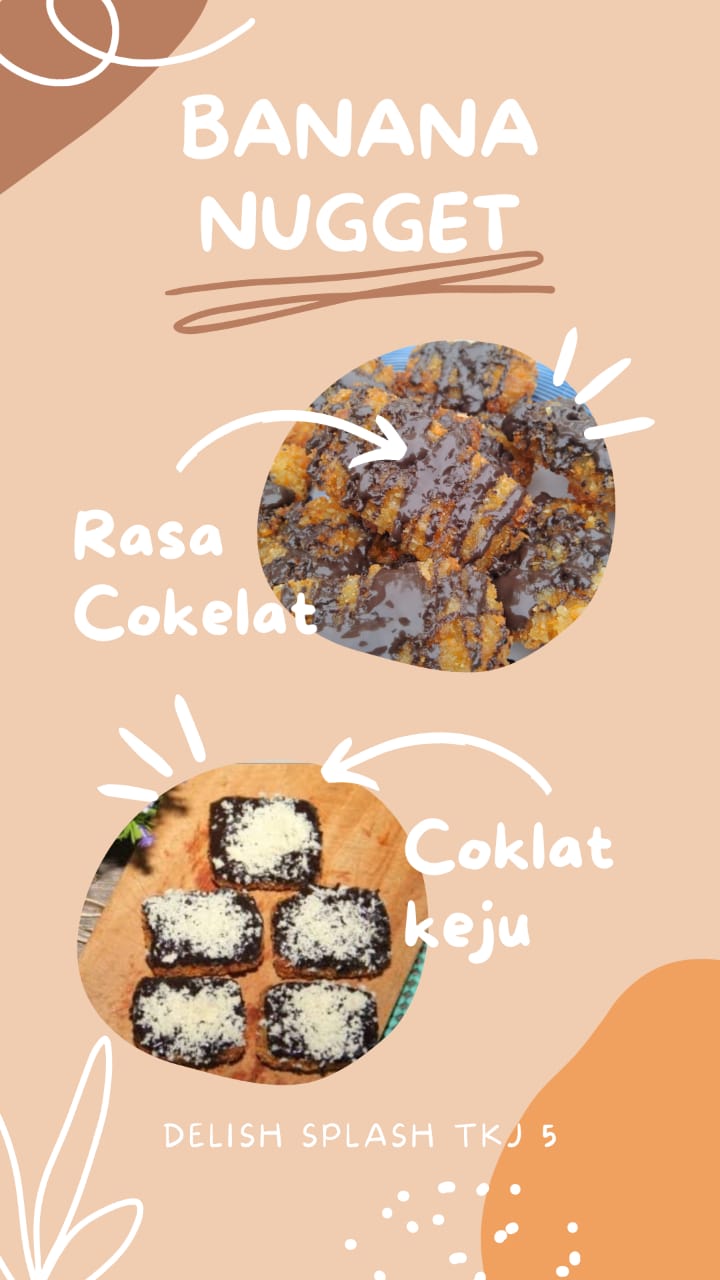 BANANA
NUGGET
Rasa
Cokelat
Coklat
keju
DELISH SPLASH TKJ 5